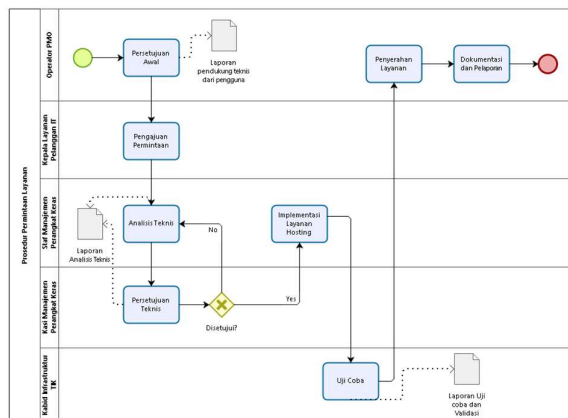 Prosedur Permintaan Layanan
Operator PMO
Persetujuan
Awal
Laporan
pendukung teknis
dari pengguna
Penyerahan
Layanan
Dokumentasi
dan Pelaporan
Kepala Layanan
Pelanggan IT
Pengajuan
Permintaan
Staf Manajemen
Perangkat Keras
Laporan
Analisis Teknis
Analisis Teknis
No
Implementasi
Layanan
Hosting
Kasi Manajemen
Perangkat Keras
Persetujuan
Teknis
Disetujui?
Yes
Kabid Infrastruktur
TIK
Uji Coba
Laporan Uji
coba dan
Validasi